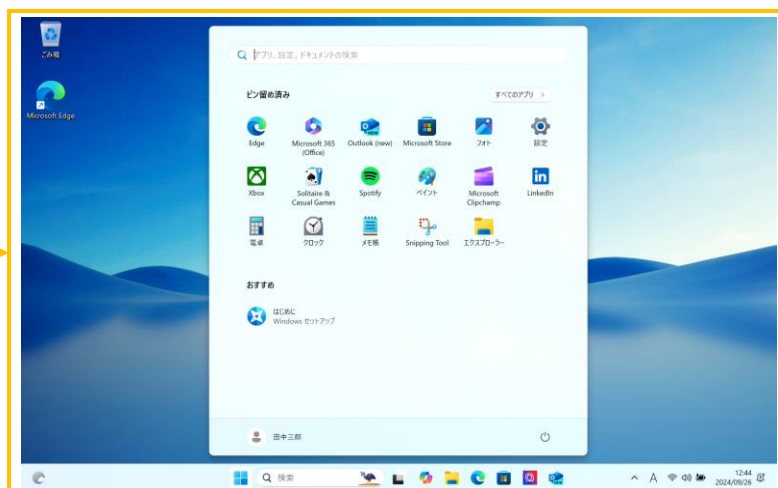 ごみ箱
Microsoft Edge
アプリ、設定、ドキュメントの検索
ピン留め済み
すべてのアプリ
Edge
Microsoft 365
(Office)
Outlook (new)
Microsoft Store
フォト
設定
Xbox
Solitaire &
Casual Games
Spotify
ペイント
Microsoft
Clipchamp
LinkedIn
電卓
クロック
メモ帳
Snipping Tool
エクスプローラー
おすすめ
はじめに
Windows セットアップ
田中三郎
検索
A
12:44
2024/09/26